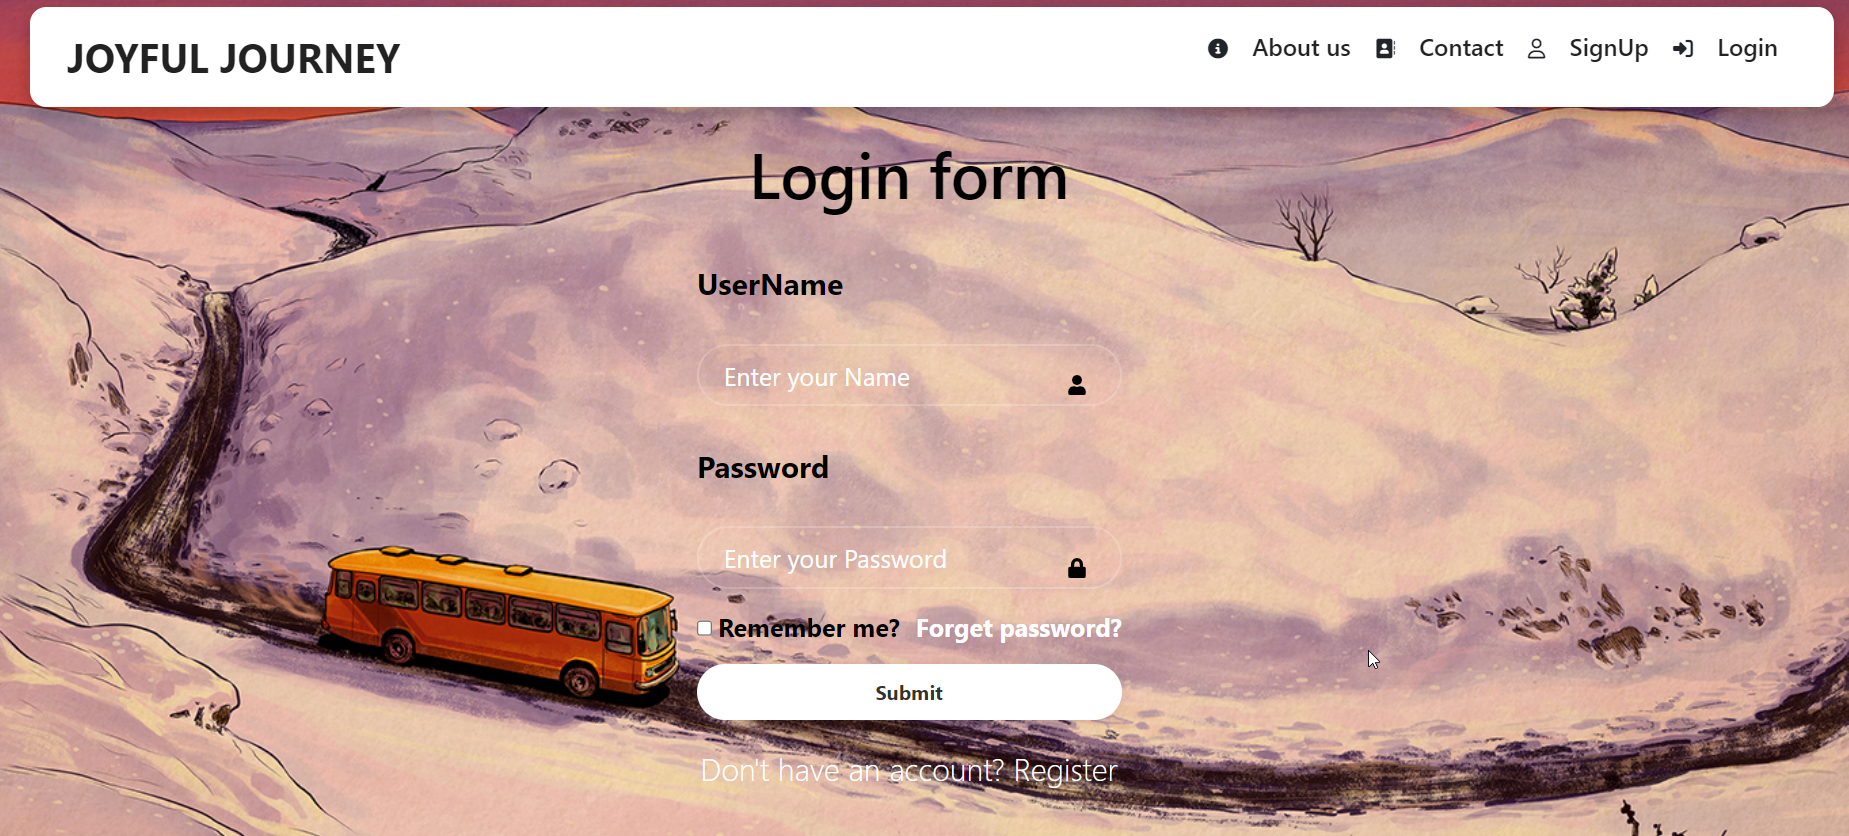 JOYFUL JOURNEY
About us Contact SignUp Login
Login form
UserName
Enter your Name
Password
Enter your Password
Remember me? Forget password?
Submit
Don't have an account? Register